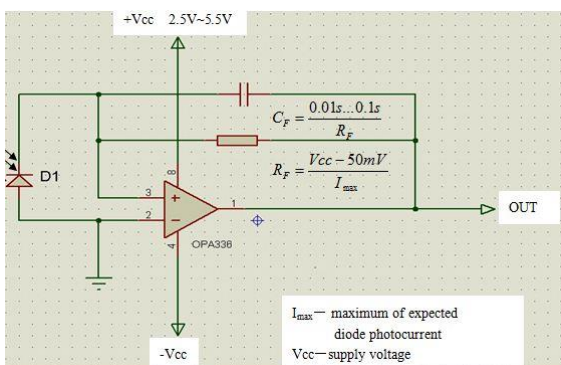 +Vcc 2.5V~5.5V
C_F = 0.01s...0.1s / R_F
R_F = Vcc − 50mV / I_max
D1
8
3
+
1
2
−
OUT
4
OPA336
I_max— maximum of expected
diode photocurrent
Vcc—supply voltage
-Vcc